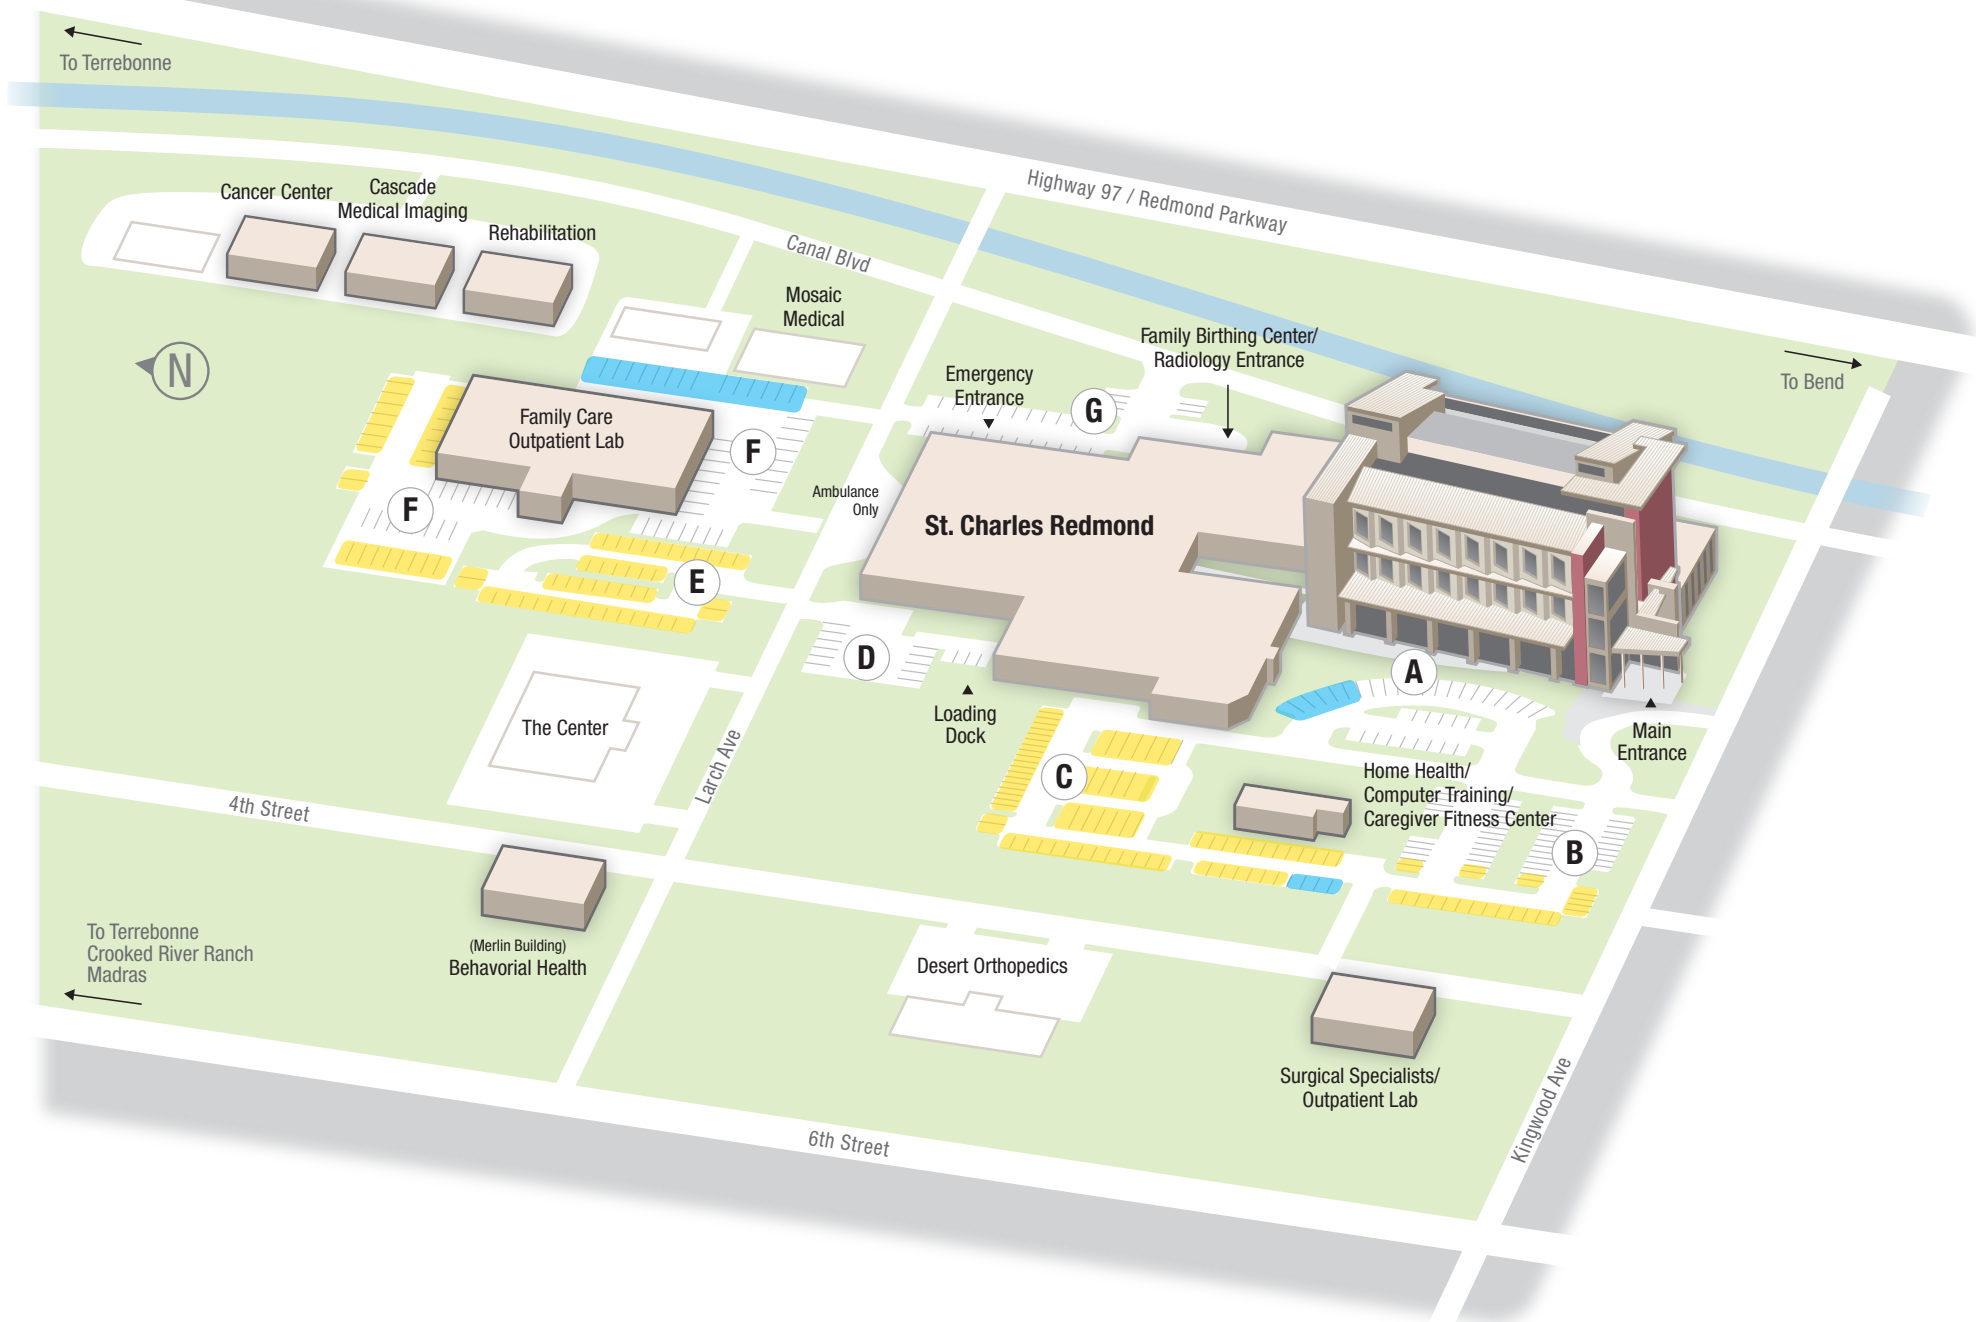 To Terrebonne
Highway 97 / Redmond Parkway
Cancer Center
Cascade
Medical Imaging
Rehabilitation
Canal Blvd
Mosaic
Medical
N
Family Birthing Center/
Radiology Entrance
Emergency
Entrance
G
To Bend
Family Care
Outpatient Lab
F
F
Ambulance
Only
St. Charles Redmond
E
D
A
Loading
Dock
The Center
Larch Ave
Main
Entrance
C
Home Health/
Computer Training/
Caregiver Fitness Center
B
4th Street
To Terrebonne
Crooked River Ranch
Madras
(Merlin Building)
Behavorial Health
Desert Orthopedics
Surgical Specialists/
Outpatient Lab
Kingwood Ave
6th Street